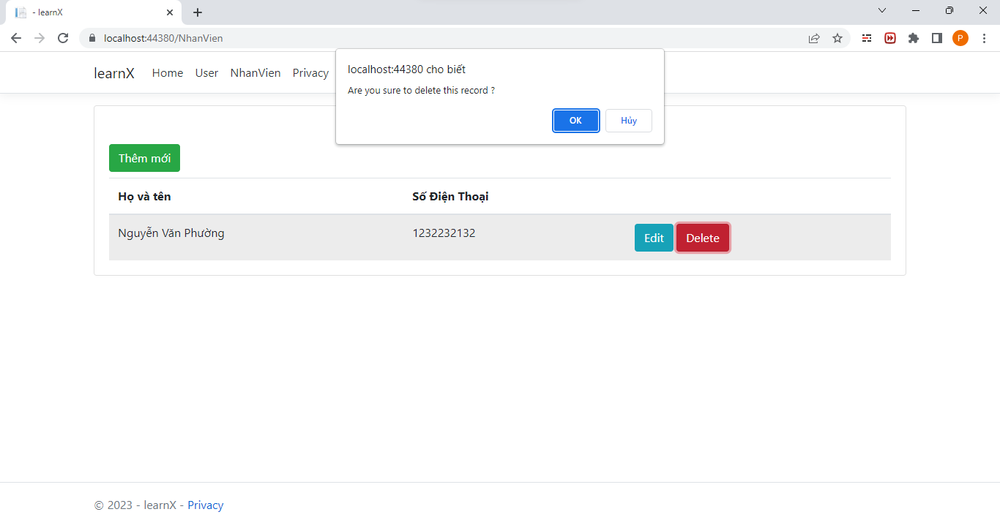 - learnX
localhost:44380/NhanVien
P
learnX Home User NhanVien Privacy
localhost:44380 cho biết
Are you sure to delete this record ?
OK Hủy
Thêm mới
Họ và tên Số Điện Thoại
Nguyễn Văn Phường 1232232132 Edit Delete
© 2023 - learnX - Privacy